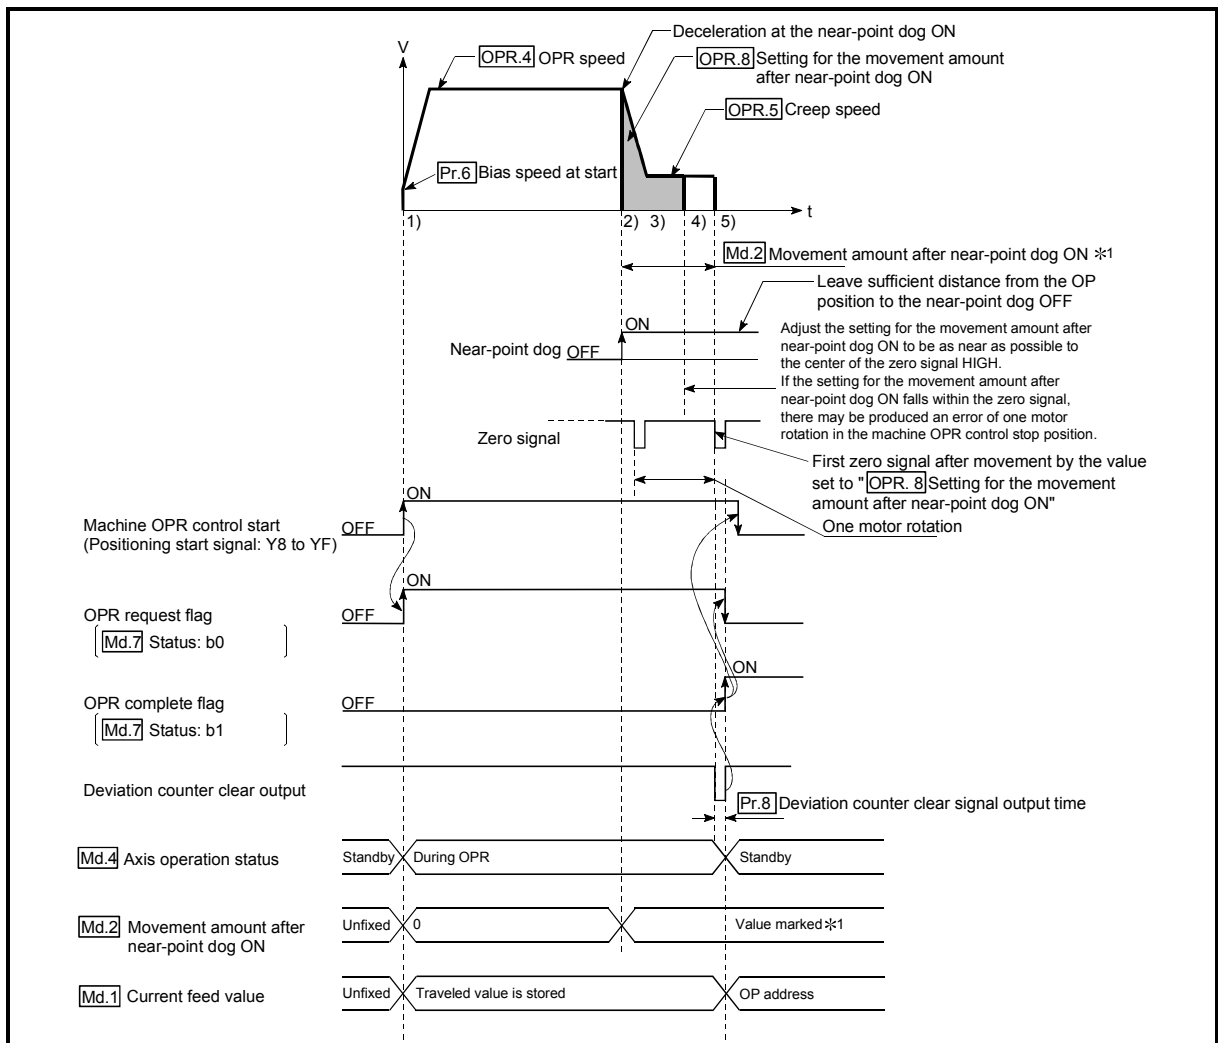 V
OPR.4 OPR speed
Deceleration at the near-point dog ON
OPR.8 Setting for the movement amount
after near-point dog ON
OPR.5 Creep speed
Pr.6 Bias speed at start
t
1)
2)
3)
4)
5)
Md.2 Movement amount after near-point dog ON *1
Leave sufficient distance from the OP
position to the near-point dog OFF
ON
Near-point dog OFF
Adjust the setting for the movement amount after
near-point dog ON to be as near as possible to
the center of the zero signal HIGH.
If the setting for the movement amount after
near-point dog ON falls within the zero signal,
there may be produced an error of one motor
rotation in the machine OPR control stop position.
Zero signal
First zero signal after movement by the value
set to " OPR. 8 Setting for the movement
amount after near-point dog ON"
One motor rotation
ON
Machine OPR control start
(Positioning start signal: Y8 to YF)
OFF
ON
OPR request flag
OFF
Md.7 Status: b0
ON
OPR complete flag
OFF
Md.7 Status: b1
Deviation counter clear output
Pr.8 Deviation counter clear signal output time
Md.4 Axis operation status
Standby
During OPR
Standby
Md.2 Movement amount after
near-point dog ON
Unfixed
0
Value marked *1
Md.1 Current feed value
Unfixed
Traveled value is stored
OP address